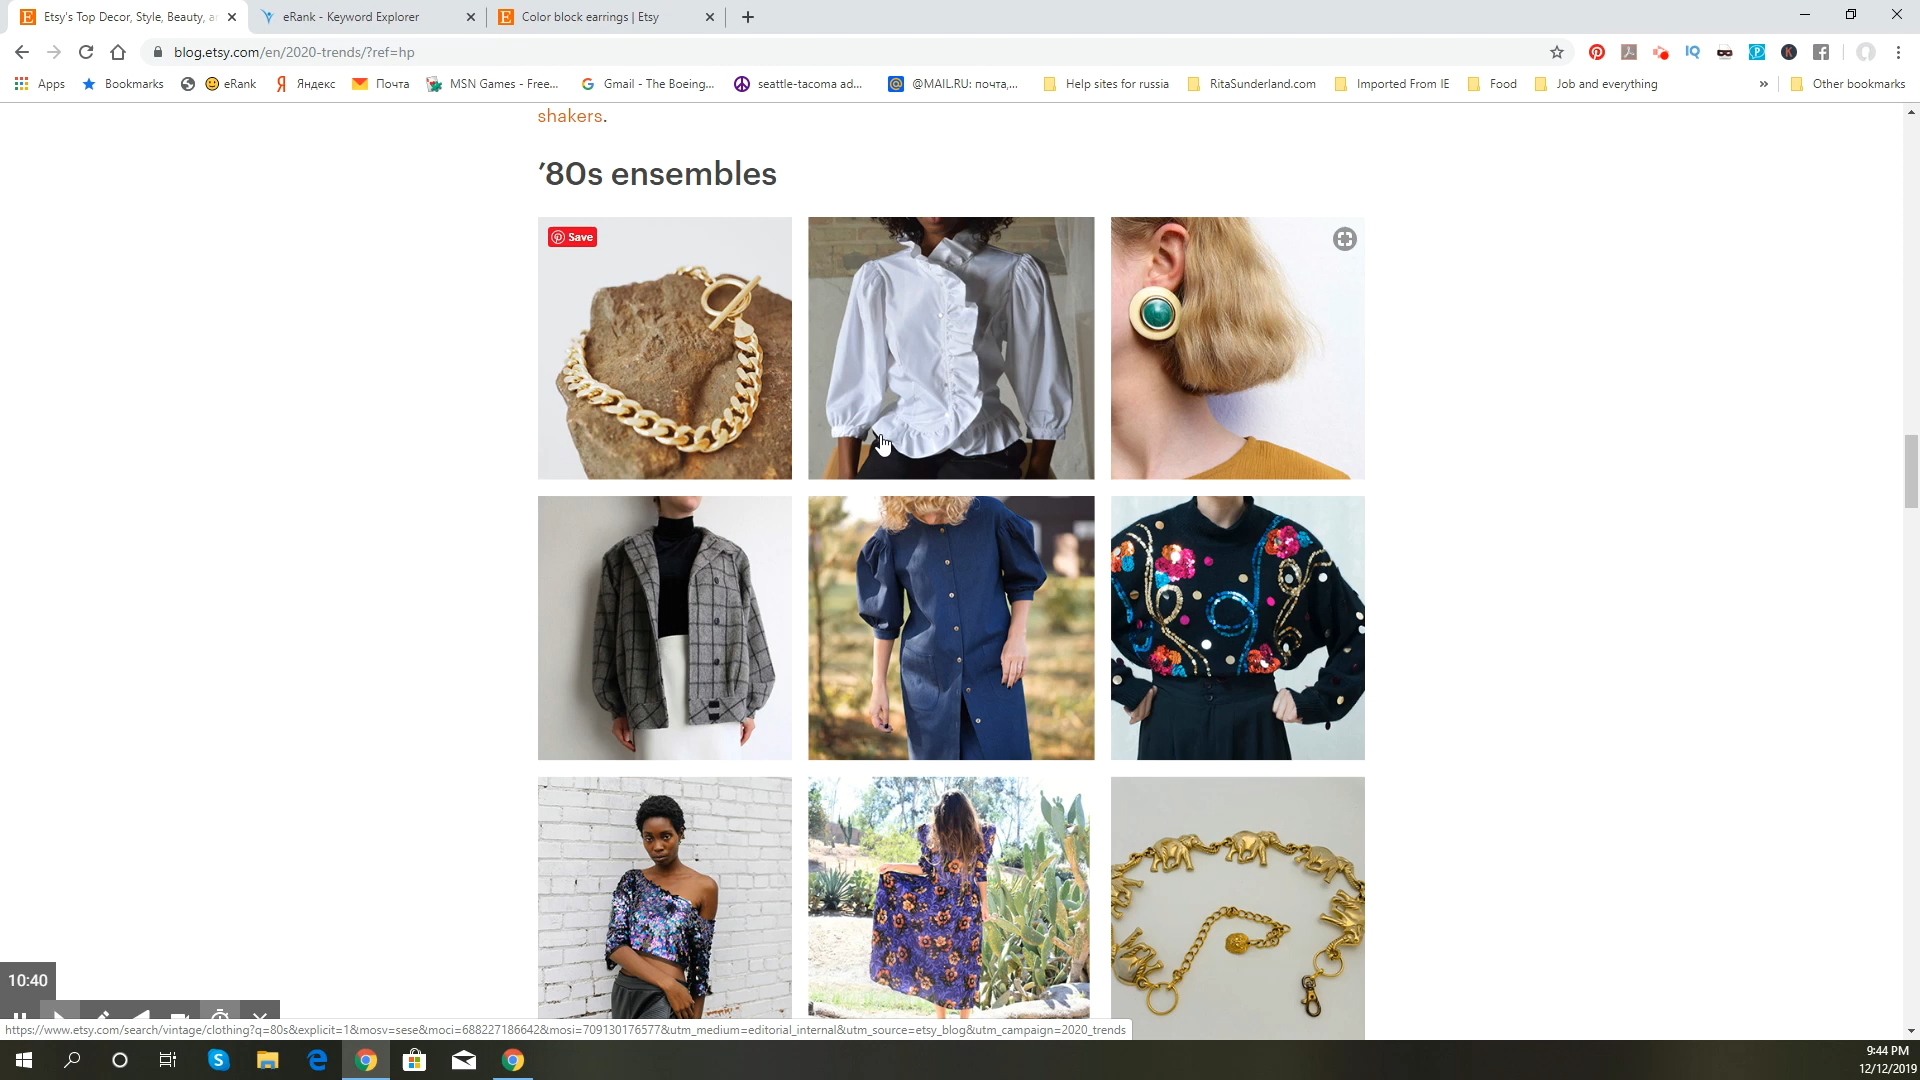 Etsy's Top Decor, Style, Beauty, ar
eRank - Keyword Explorer
Color block earrings | Etsy
blog.etsy.com/en/2020-trends/?ref=hp
Apps
Bookmarks
eRank
Яндекс
Почта
MSN Games - Free...
Gmail - The Boeing...
seattle-tacoma ad...
@MAIL.RU: почта,...
Help sites for russia
RitaSunderland.com
Imported From IE
Food
Job and everything
»
Other bookmarks
shakers.
’80s ensembles
Save
10:40
https://www.etsy.com/search/vintage/clothing?q=80s&explicit=1&mosv=sese&moci=688227186642&mosi=709130176577&utm_medium=editorial_internal&utm_source=etsy_blog&utm_campaign=2020_trends
9:44 PM
12/12/2019